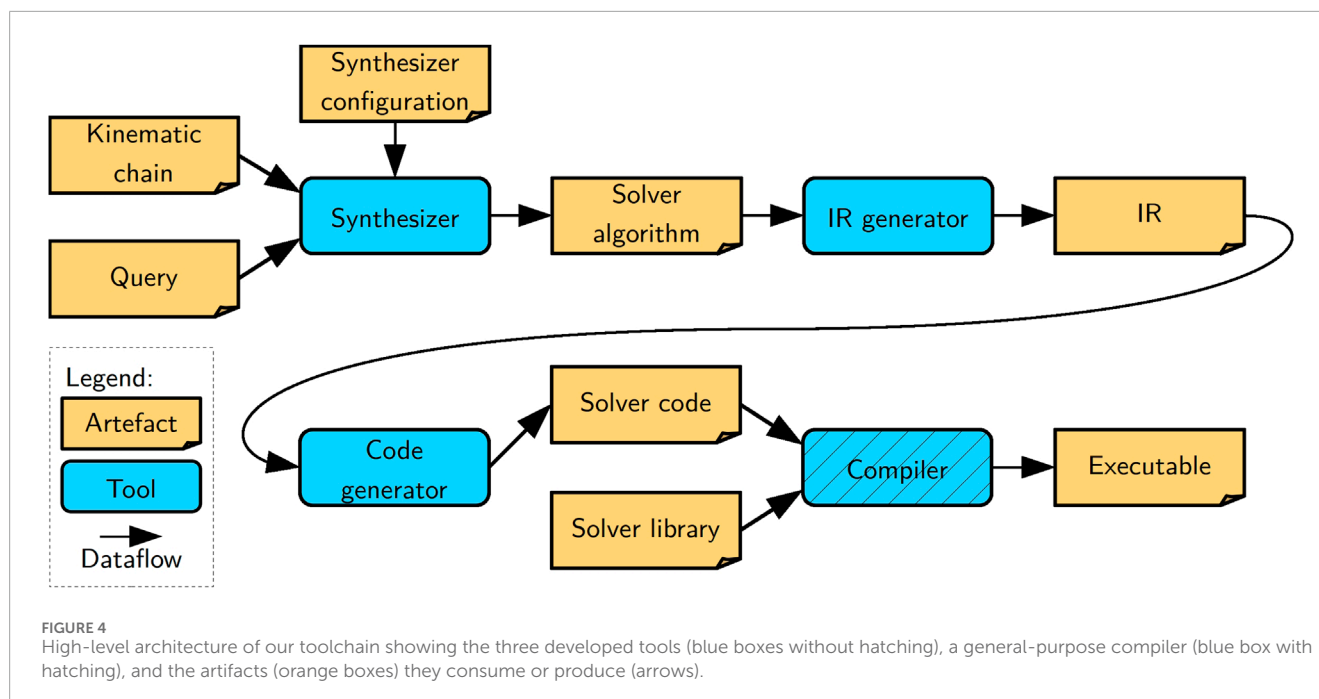 Synthesizer
configuration
Kinematic
chain
Query
Synthesizer
Solver
algorithm
IR generator
IR
Legend:
Artefact
Tool
Dataflow
Code
generator
Solver code
Solver library
Compiler
Executable
FIGURE 4
High-level architecture of our toolchain showing the three developed tools (blue boxes without hatching), a general-purpose compiler (blue box with
hatching), and the artifacts (orange boxes) they consume or produce (arrows).